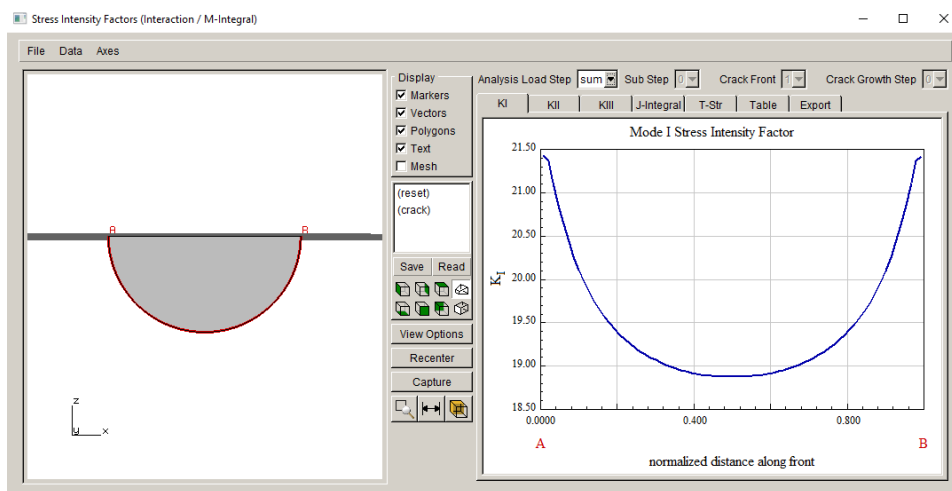 Stress Intensity Factors (Interaction / M-Integral)
File Data Axes
A B
z
y x
Display
Markers
Vectors
Polygons
Text
Mesh
(reset)
(crack)
Save Read
View Options
Recenter
Capture
Analysis Load Step sum Sub Step 0 Crack Front 1 Crack Growth Step 0
KI KII KIII J-Integral T-Str Table Export
Mode I Stress Intensity Factor
21.50
21.00
20.50
20.00
19.50
19.00
18.50
KI
0.0000 0.400 0.800
A B
normalized distance along front